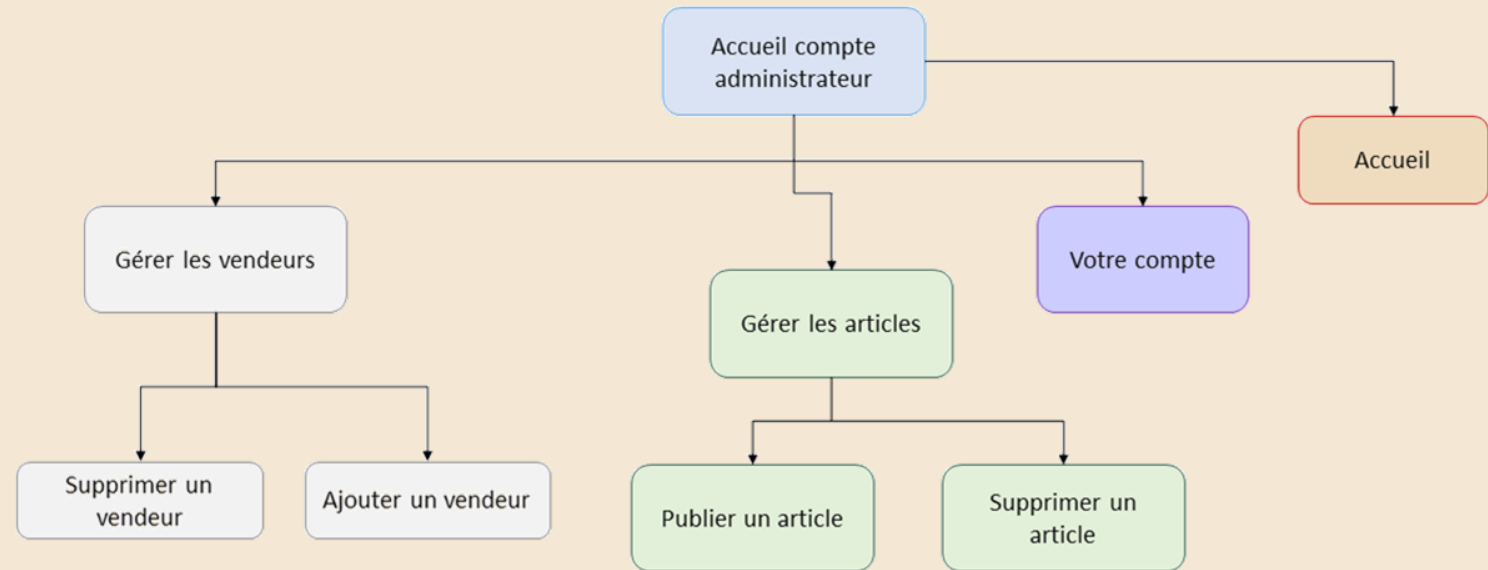 Accueil compte
administrateur
Accueil
Gérer les vendeurs
Votre compte
Gérer les articles
Supprimer un
vendeur
Ajouter un vendeur
Publier un article
Supprimer un
article